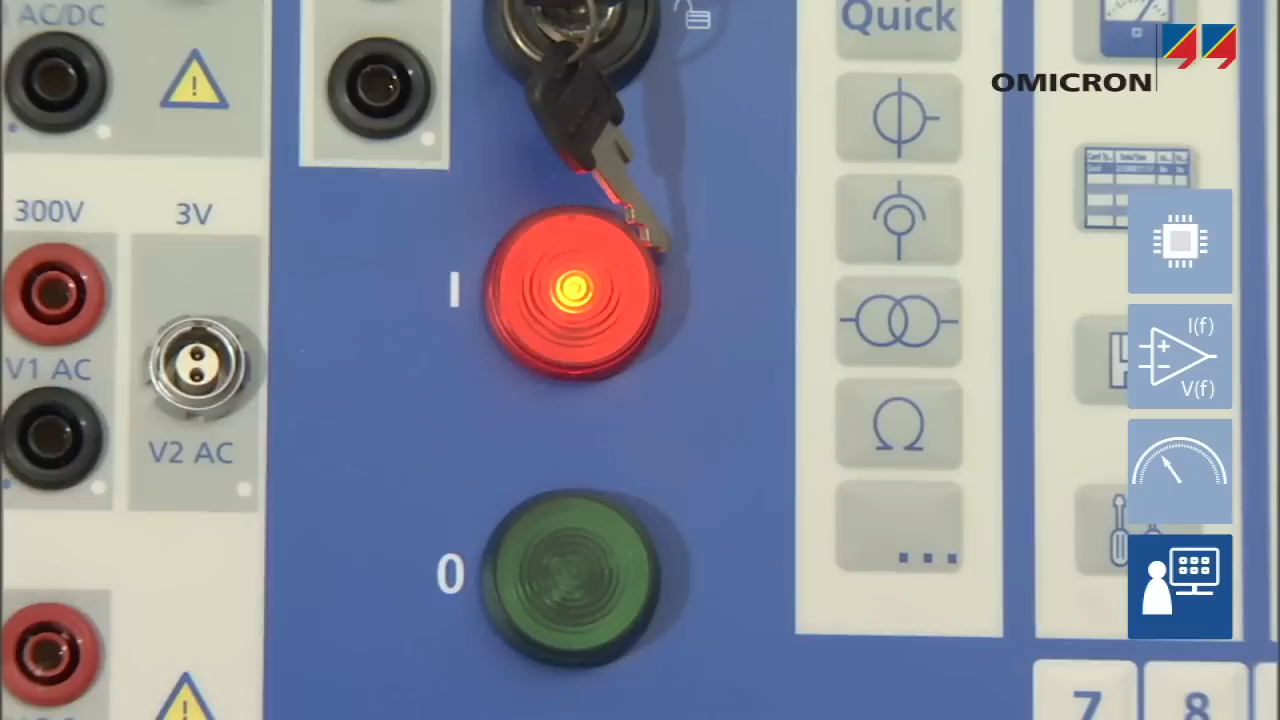 AC/DC
300V
3V
V1 AC
V2 AC
I
0
Quick
Ω
...
OMICRON
I(f)
V(f)
7
8